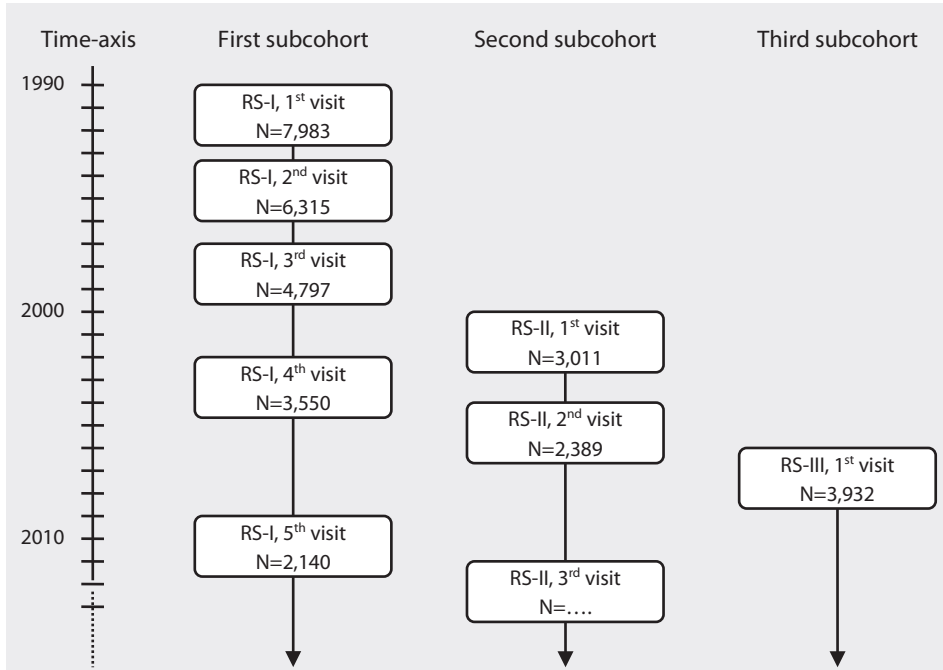 Time-axis
First subcohort
Second subcohort
Third subcohort
1990
2000
2010
RS-I, 1st visit
N=7,983
RS-I, 2nd visit
N=6,315
RS-I, 3rd visit
N=4,797
RS-I, 4th visit
N=3,550
RS-I, 5th visit
N=2,140
RS-II, 1st visit
N=3,011
RS-II, 2nd visit
N=2,389
RS-II, 3rd visit
N=....
RS-III, 1st visit
N=3,932